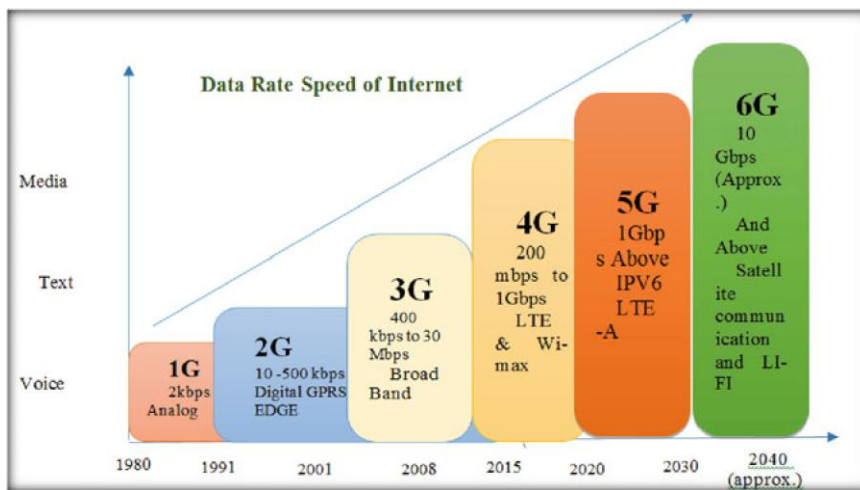 Data Rate Speed of Internet
Media
Text
Voice
1G
2kbps
Analog
2G
10 -500 kbps
Digital GPRS
EDGE
3G
400
kbps to 30
Mbps
Broad
Band
4G
200
mbps to
1Gbps
LTE
& Wi-
max
5G
1Gbp
s Above
IPV6
LTE
-A
6G
10
Gbps
(Approx
.)
And
Above
Satell
ite
commun
ication
and LI-
FI
1980
1991
2001
2008
2015
2020
2030
2040
(approx.)